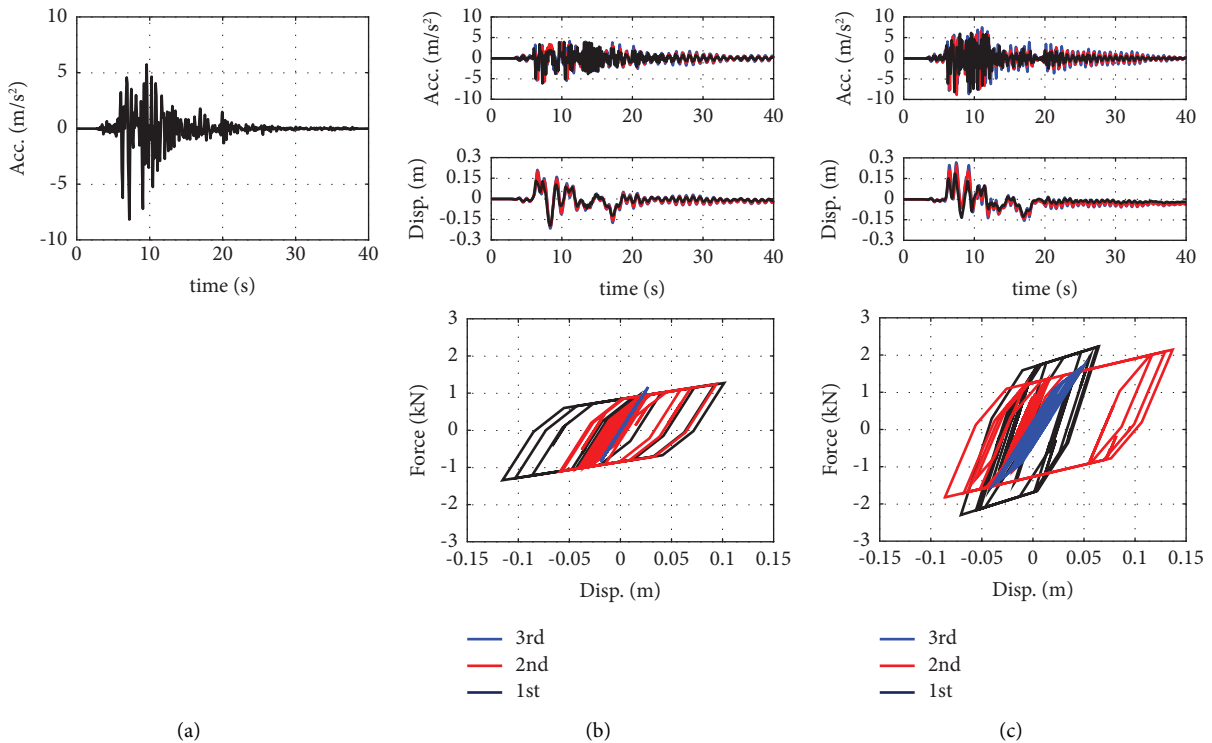 10
5
0
-5
-10
Acc. (m/s²)
0 10 20 30 40
time (s)
(a)
10
5
0
-5
-10
Acc. (m/s²)
0 10 20 30 40
0.3
0.15
0
-0.15
-0.3
Disp. (m)
0 10 20 30 40
time (s)
3
2
1
0
-1
-2
-3
Force (kN)
-0.15 -0.1 -0.05 0 0.05 0.1 0.15
Disp. (m)
3rd
2nd
1st
(b)
10
5
0
-5
-10
Acc. (m/s²)
0 10 20 30 40
0.3
0.15
0
-0.15
-0.3
Disp. (m)
0 10 20 30 40
time (s)
3
2
1
0
-1
-2
-3
Force (kN)
-0.15 -0.1 -0.05 0 0.05 0.1 0.15
Disp. (m)
3rd
2nd
1st
(c)